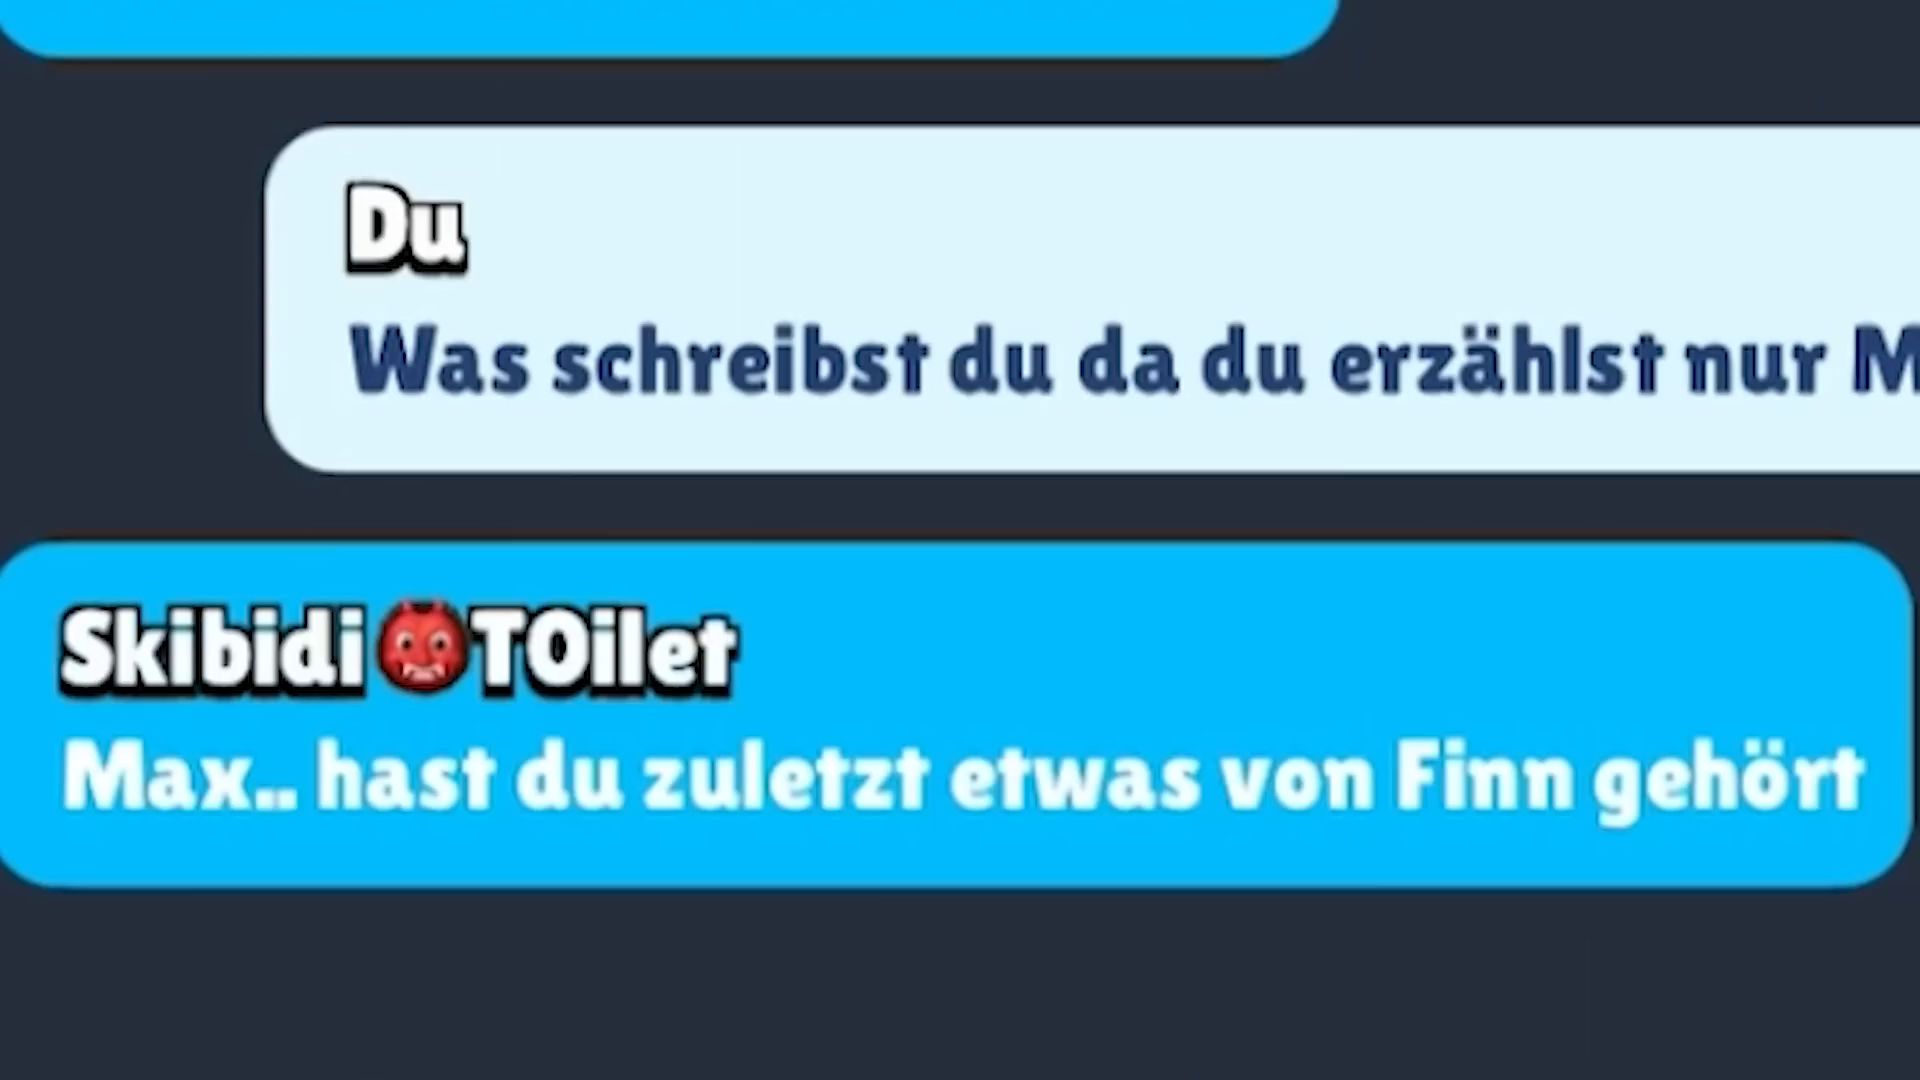 Du
Was schreibst du da du erzählst nur
Skibidi👹TOilet
Max.. hast du zuletzt etwas von Finn gehört